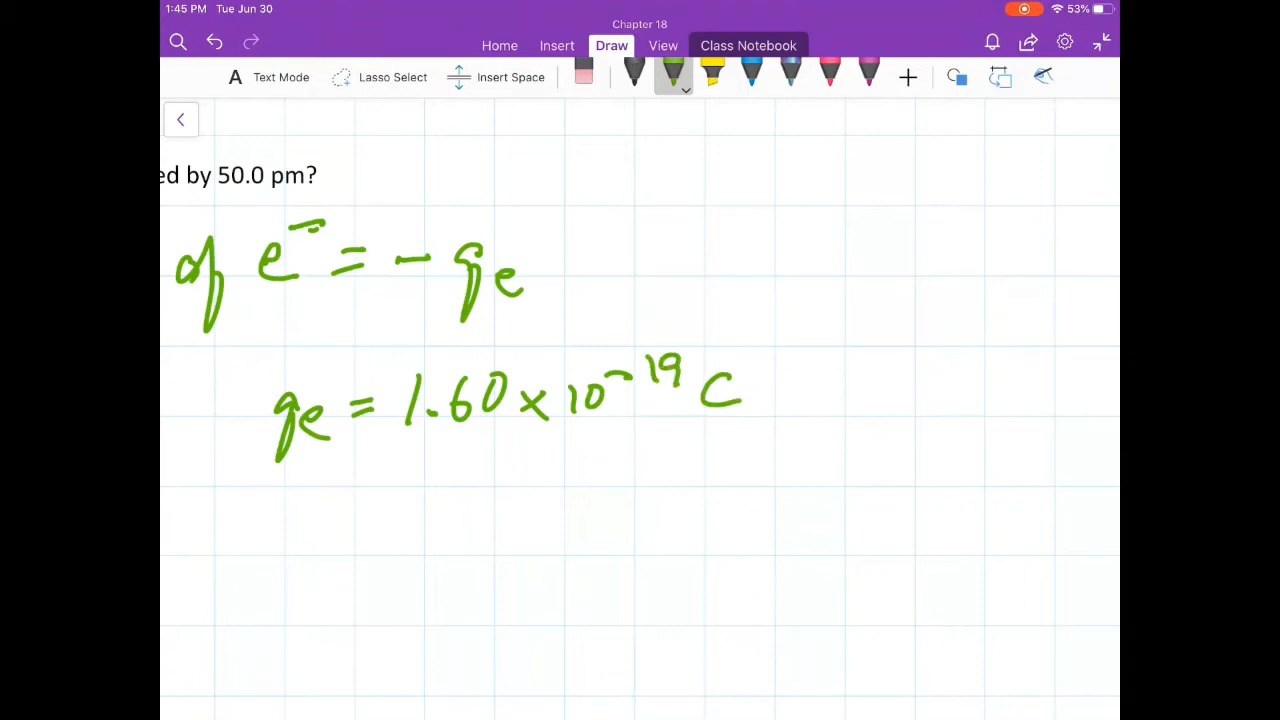 1:45 PM Tue Jun 30
53%
Chapter 18
Home Insert Draw View Class Notebook
A Text Mode Lasso Select Insert Space
ed by 50.0 pm?
of e⁻ = - qₑ
qₑ = 1.60 x 10⁻¹⁹ C